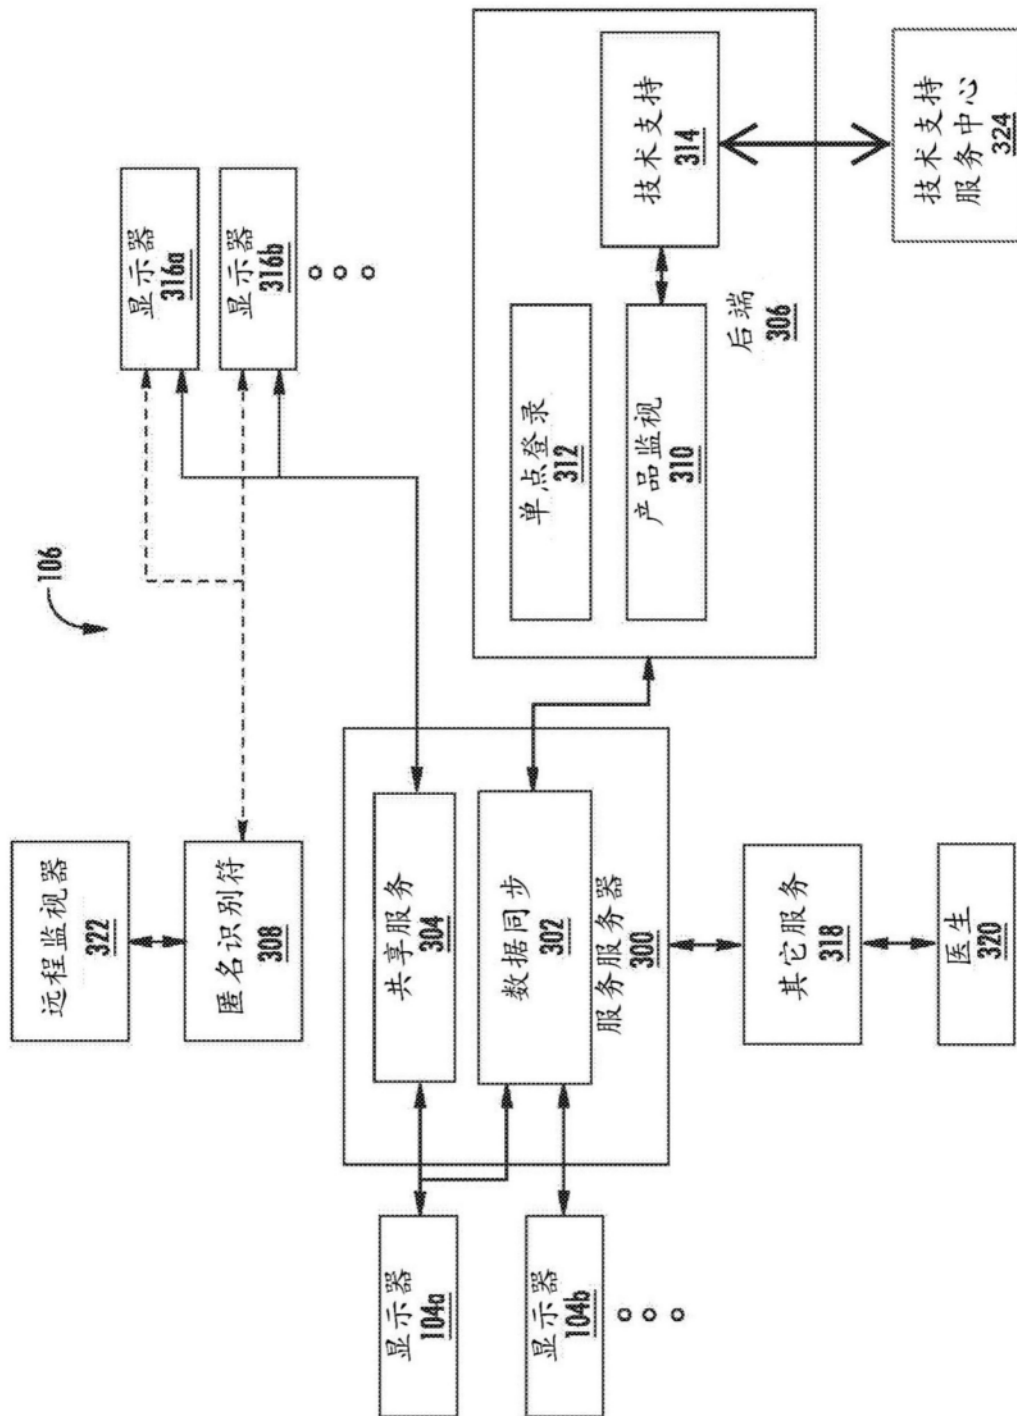 106
远程监视器
322
匿名识别符
308
显示器
316a
显示器
316b
共享服务
304
数据同步
302
服务服务器
300
显示器
104a
显示器
104b
单点登录
312
产品监视
310
技术支持
314
后端
306
技术支持
服务中心
324
其它服务
318
医生
320